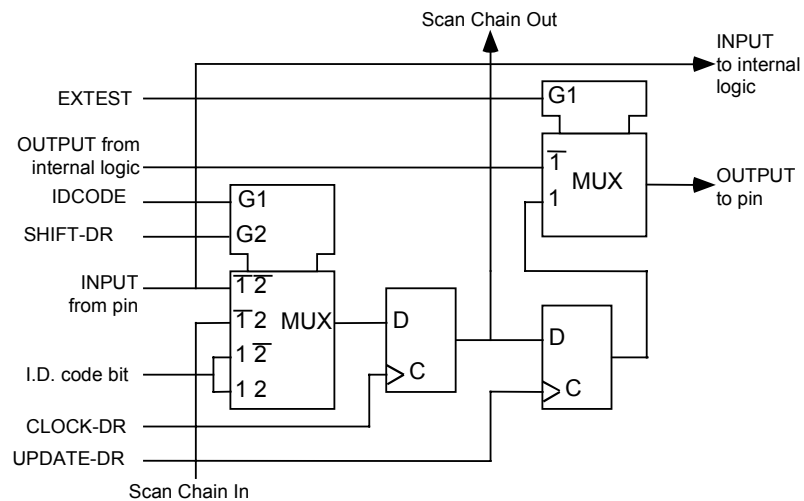 Scan Chain Out
INPUT
to internal
logic
EXTEST
G1
OUTPUT from
internal logic
1̅
MUX
1
OUTPUT
to pin
IDCODE
G1
SHIFT-DR
G2
INPUT
from pin
1̅ 2̅
1̅ 2
MUX
1 2̅
1 2
D
C
D
C
I.D. code bit
CLOCK-DR
UPDATE-DR
Scan Chain In